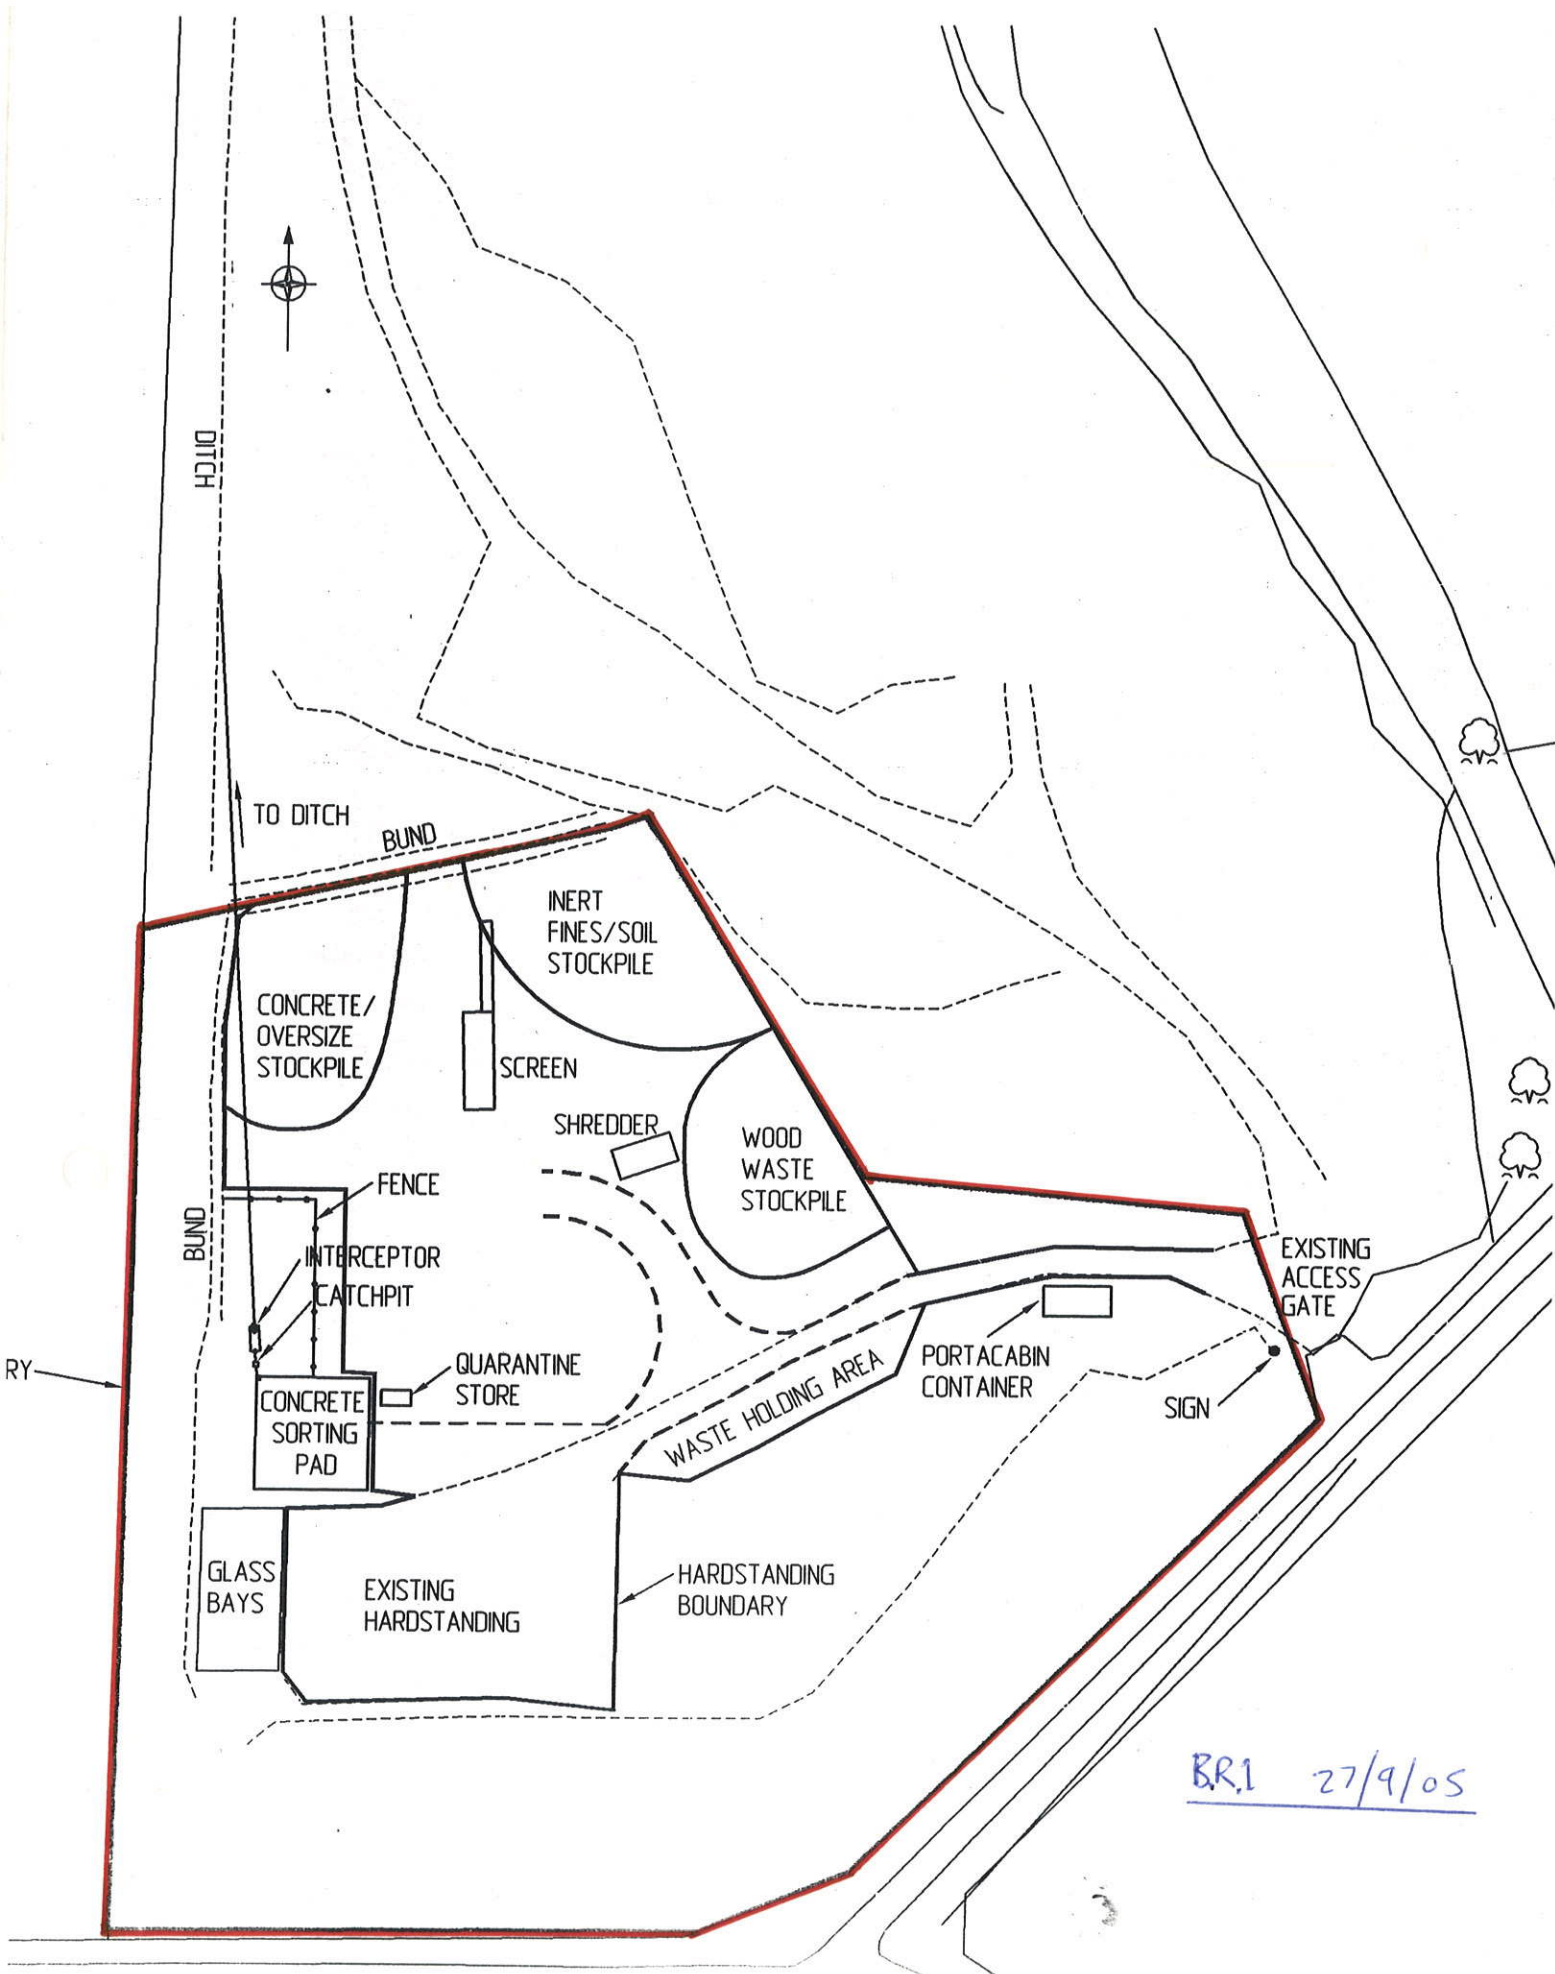 DITCH
TO DITCH
BUND
INERT
FINES/SOIL
STOCKPILE
CONCRETE/
OVERSIZE
STOCKPILE
SCREEN
SHREDDER
WOOD
WASTE
STOCKPILE
FENCE
BUND
INTERCEPTOR
CATCHPIT
EXISTING
ACCESS
GATE
RY
QUARANTINE
STORE
PORTACABIN
CONTAINER
WASTE HOLDING AREA
SIGN
CONCRETE
SORTING
PAD
GLASS
BAYS
EXISTING
HARDSTANDING
HARDSTANDING
BOUNDARY
B.R.1 27/9/05